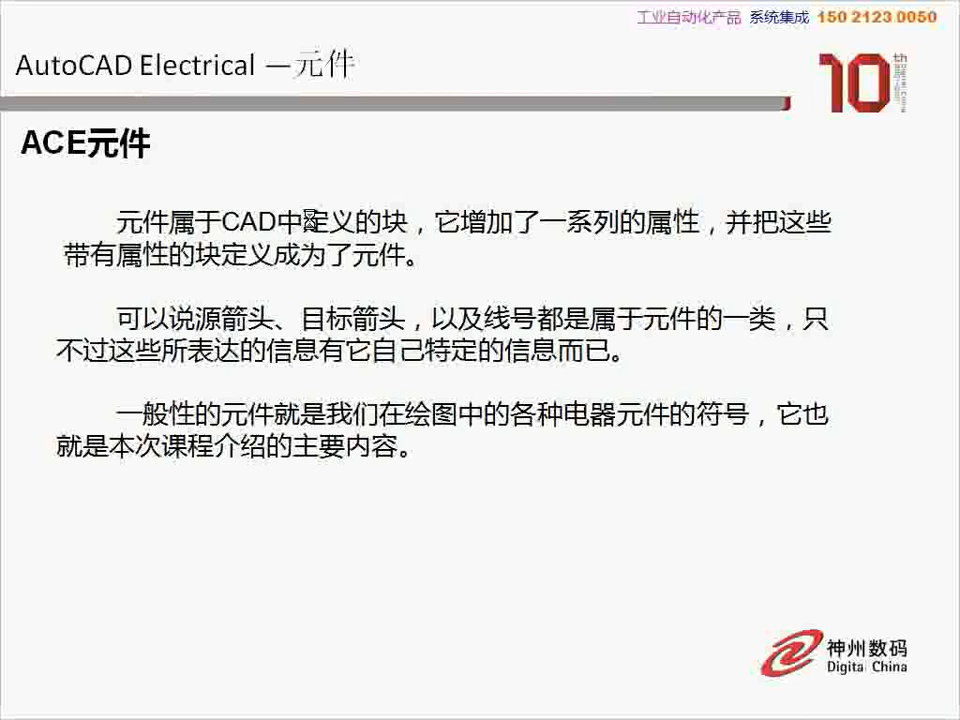 工业自动化产品 系统集成 150 2123 0050
AutoCAD Electrical —元件
10th
ACE元件
元件属于CAD中定义的块，它增加了一系列的属性，并把这些
带有属性的块定义成为了元件。
可以说源箭头、目标箭头，以及线号都是属于元件的一类，只
不过这些所表达的信息有它自己特定的信息而已。
一般性的元件就是我们在绘图中的各种电器元件的符号，它也
就是本次课程介绍的主要内容。
神州数码
Digital China